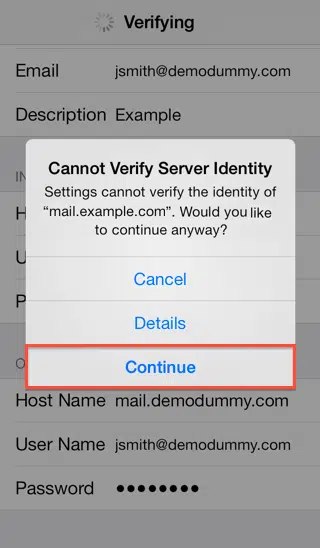 Verifying
Email jsmith@demodummy.com
Description Example
IN
Cannot Verify Server Identity
Settings cannot verify the identity of
“mail.example.com”. Would you like
to continue anyway?
H
U
Cancel
P
Details
O
Continue
Host Name mail.demodummy.com
User Name jsmith@demodummy.com
Password ●●●●●●●●